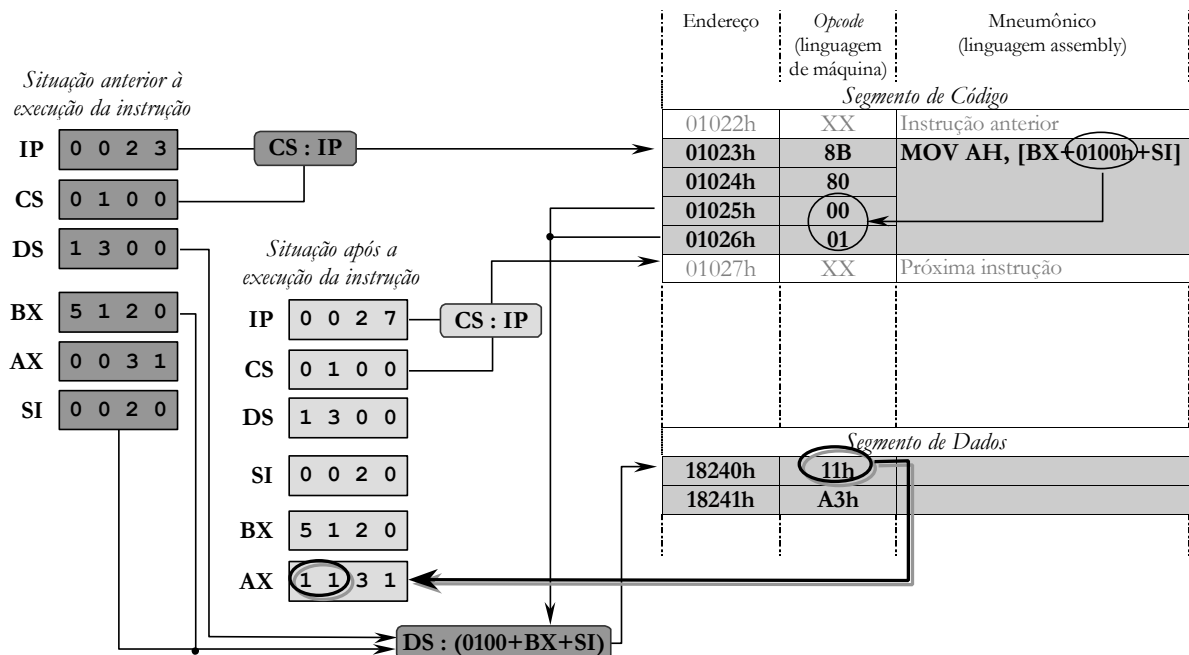 Endereço
Opcode
(linguagem
de máquina)
Mneumônico
(linguagem assembly)
Situação anterior à
execução da instrução
IP 0 0 2 3
CS : IP
CS 0 1 0 0
DS 1 3 0 0
BX 5 1 2 0
AX 0 0 3 1
SI 0 0 2 0
Situação após a
execução da instrução
IP 0 0 2 7
CS : IP
CS 0 1 0 0
DS 1 3 0 0
SI 0 0 2 0
BX 5 1 2 0
AX 1 1 3 1
DS : (0100+BX+SI)
Segmento de Código
01022h XX Instrução anterior
01023h 8B MOV AH, [BX+0100h+SI]
01024h 80
01025h 00
01026h 01
01027h XX Próxima instrução
Segmento de Dados
18240h 11h
18241h A3h